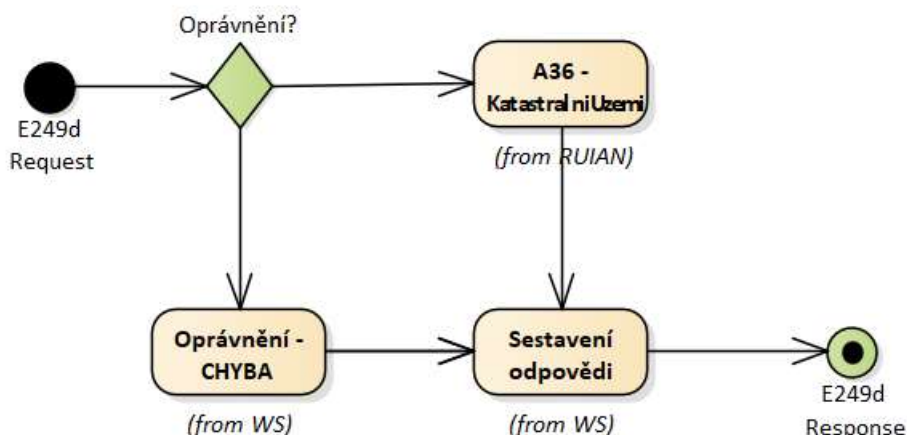 Oprávnění?
A36 -
KatastralniUzemi
(from RUIAN)
E249d
Request
Oprávnění -
CHYBA
(from WS)
Sestavení
odpovědi
(from WS)
E249d
Response